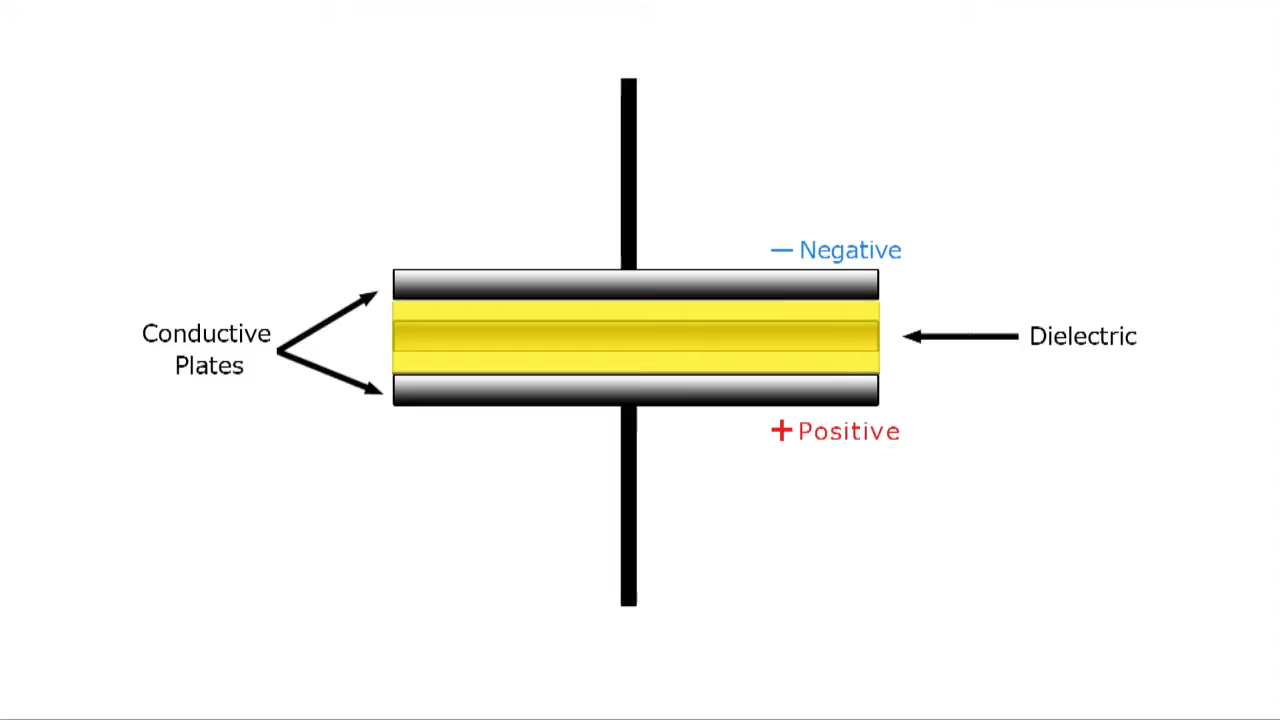 — Negative
Conductive
Plates
Dielectric
+ Positive